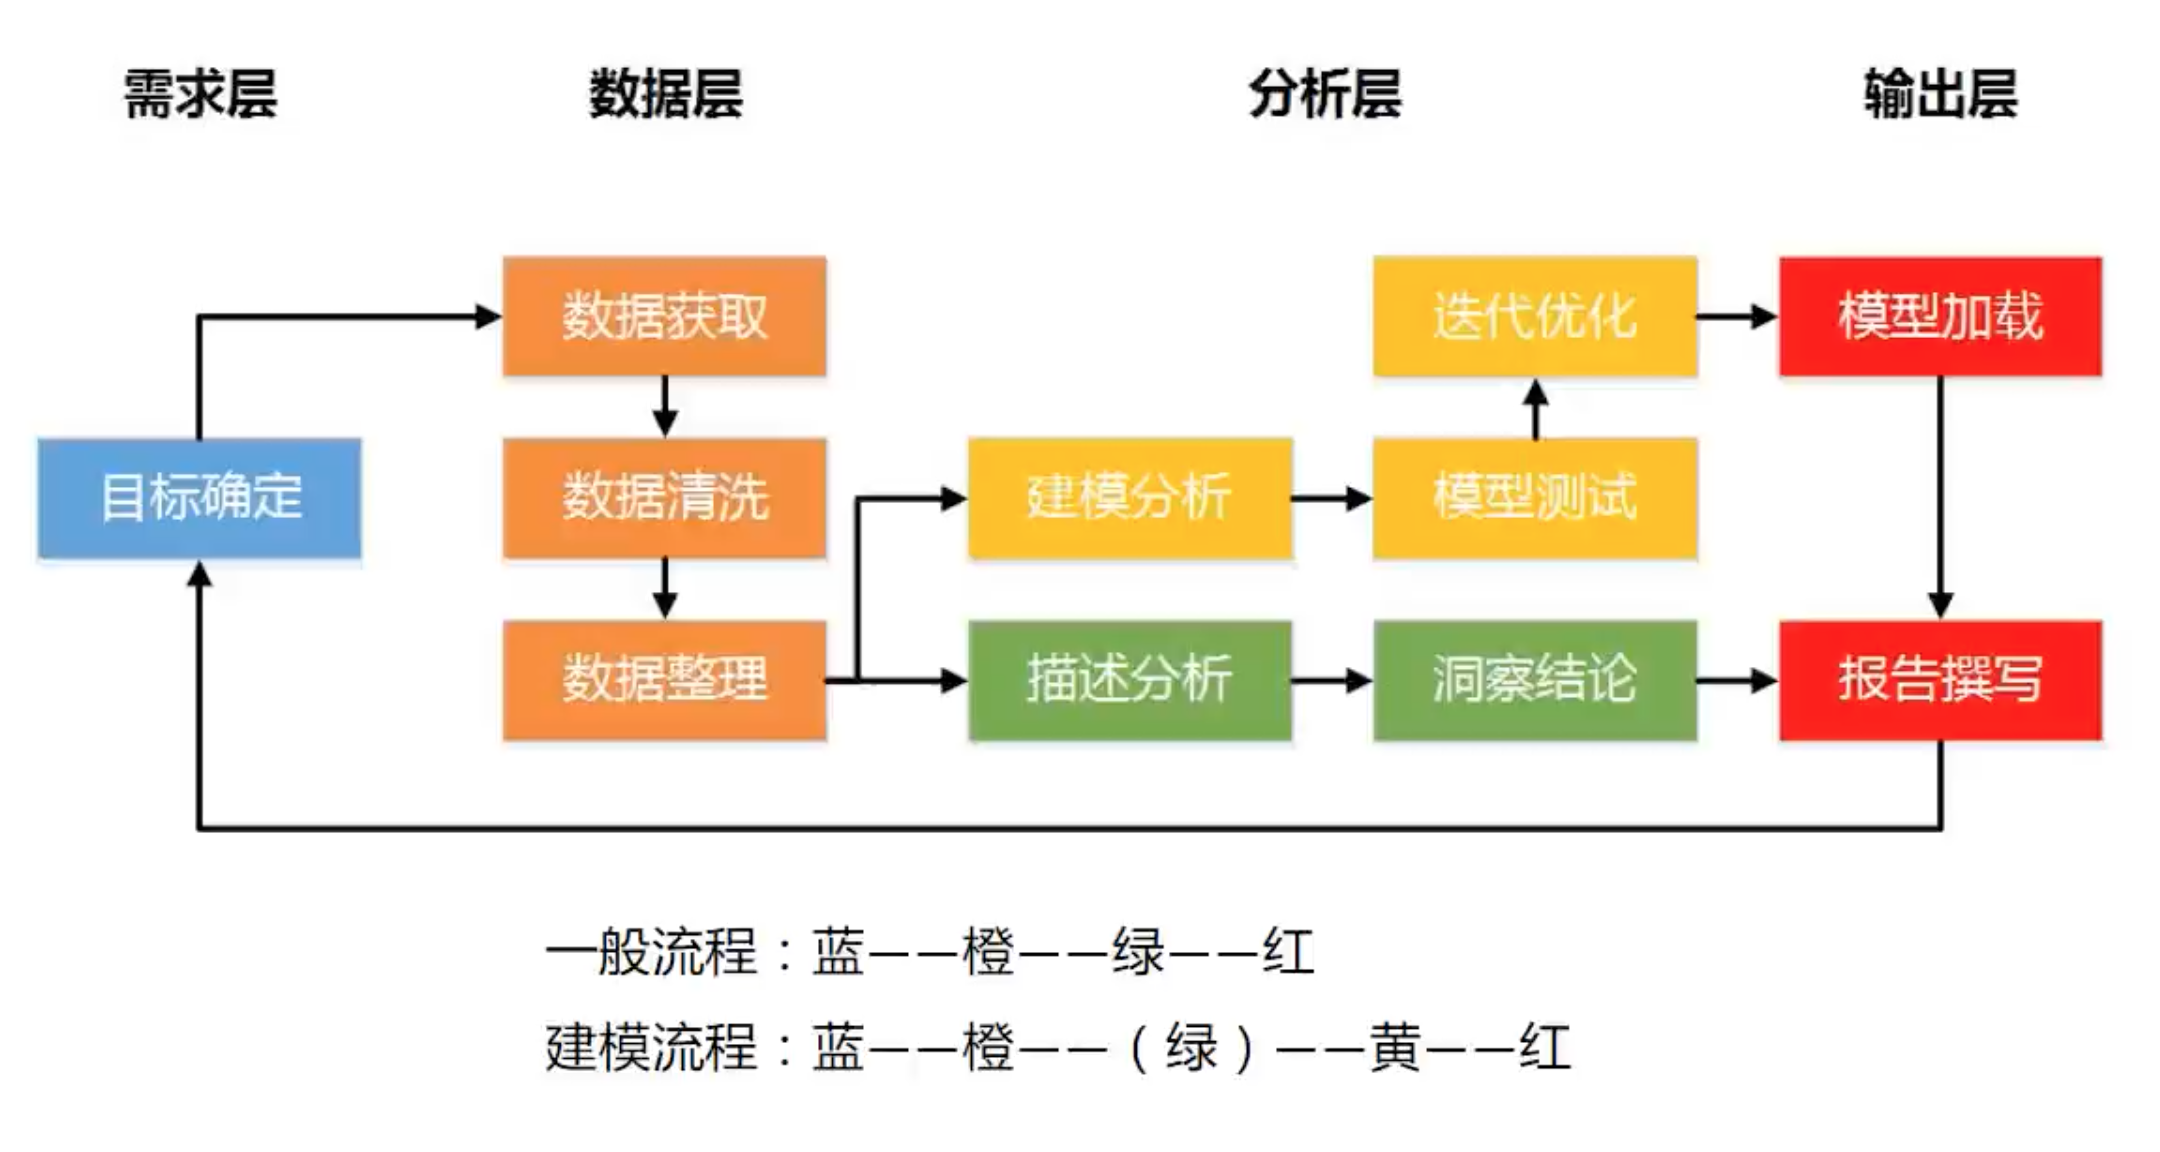 需求层 数据层 分析层 输出层
数据获取 迭代优化 模型加载
目标确定 数据清洗 建模分析 模型测试
数据整理 描述分析 洞察结论 报告撰写
一般流程：蓝——橙——绿——红
建模流程：蓝——橙——（绿）——黄——红